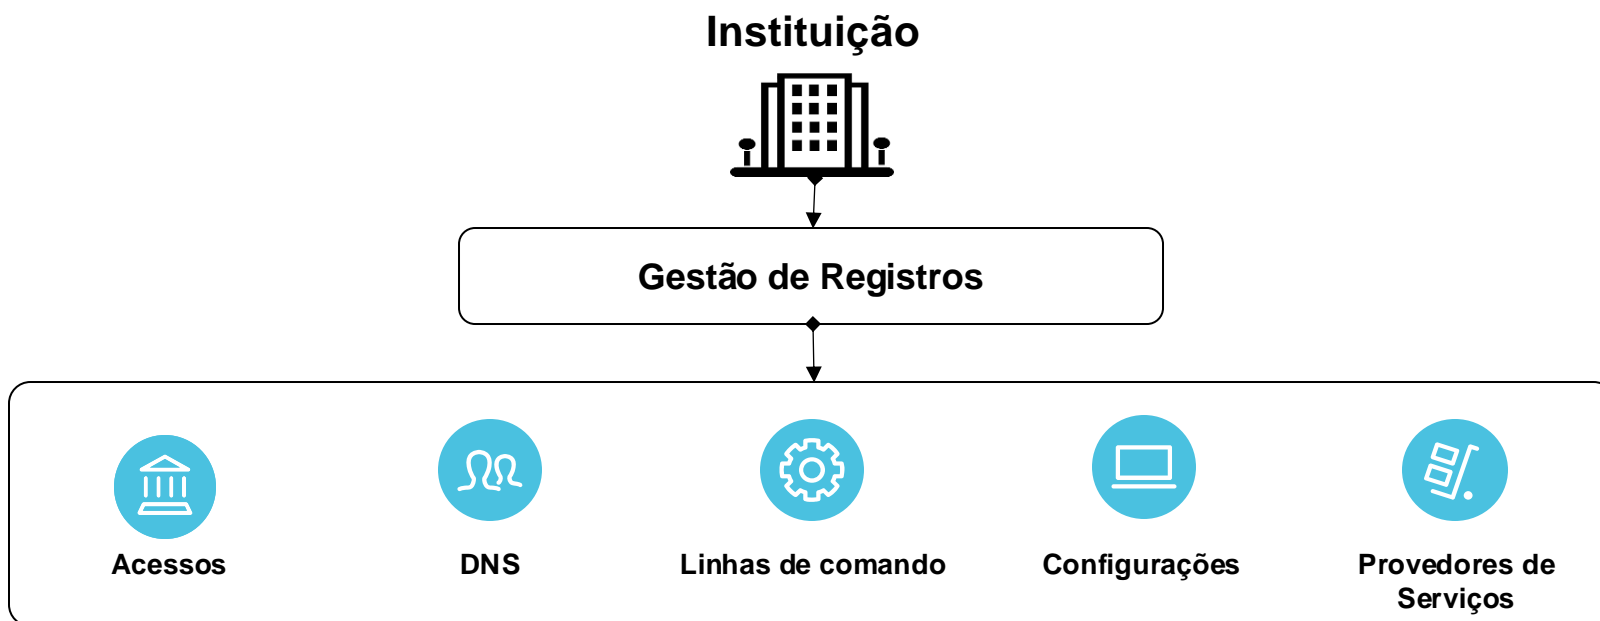 Instituição
Gestão de Registros
Acessos
DNS
Linhas de comando
Configurações
Provedores de
Serviços